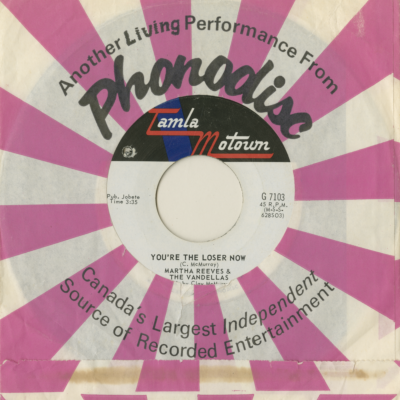 Another Living Performance From
Phonodisc
Tamla
Motown
Pub. Jobete
Time 2:35
G 7103
45 R.P.M.
(M-S-S-
62BS03)
YOU'RE THE LOSER NOW
(C. McMurray)
MARTHA REEVES &
THE VANDELLAS
Canada's Largest Independent
Source of Recorded Entertainment